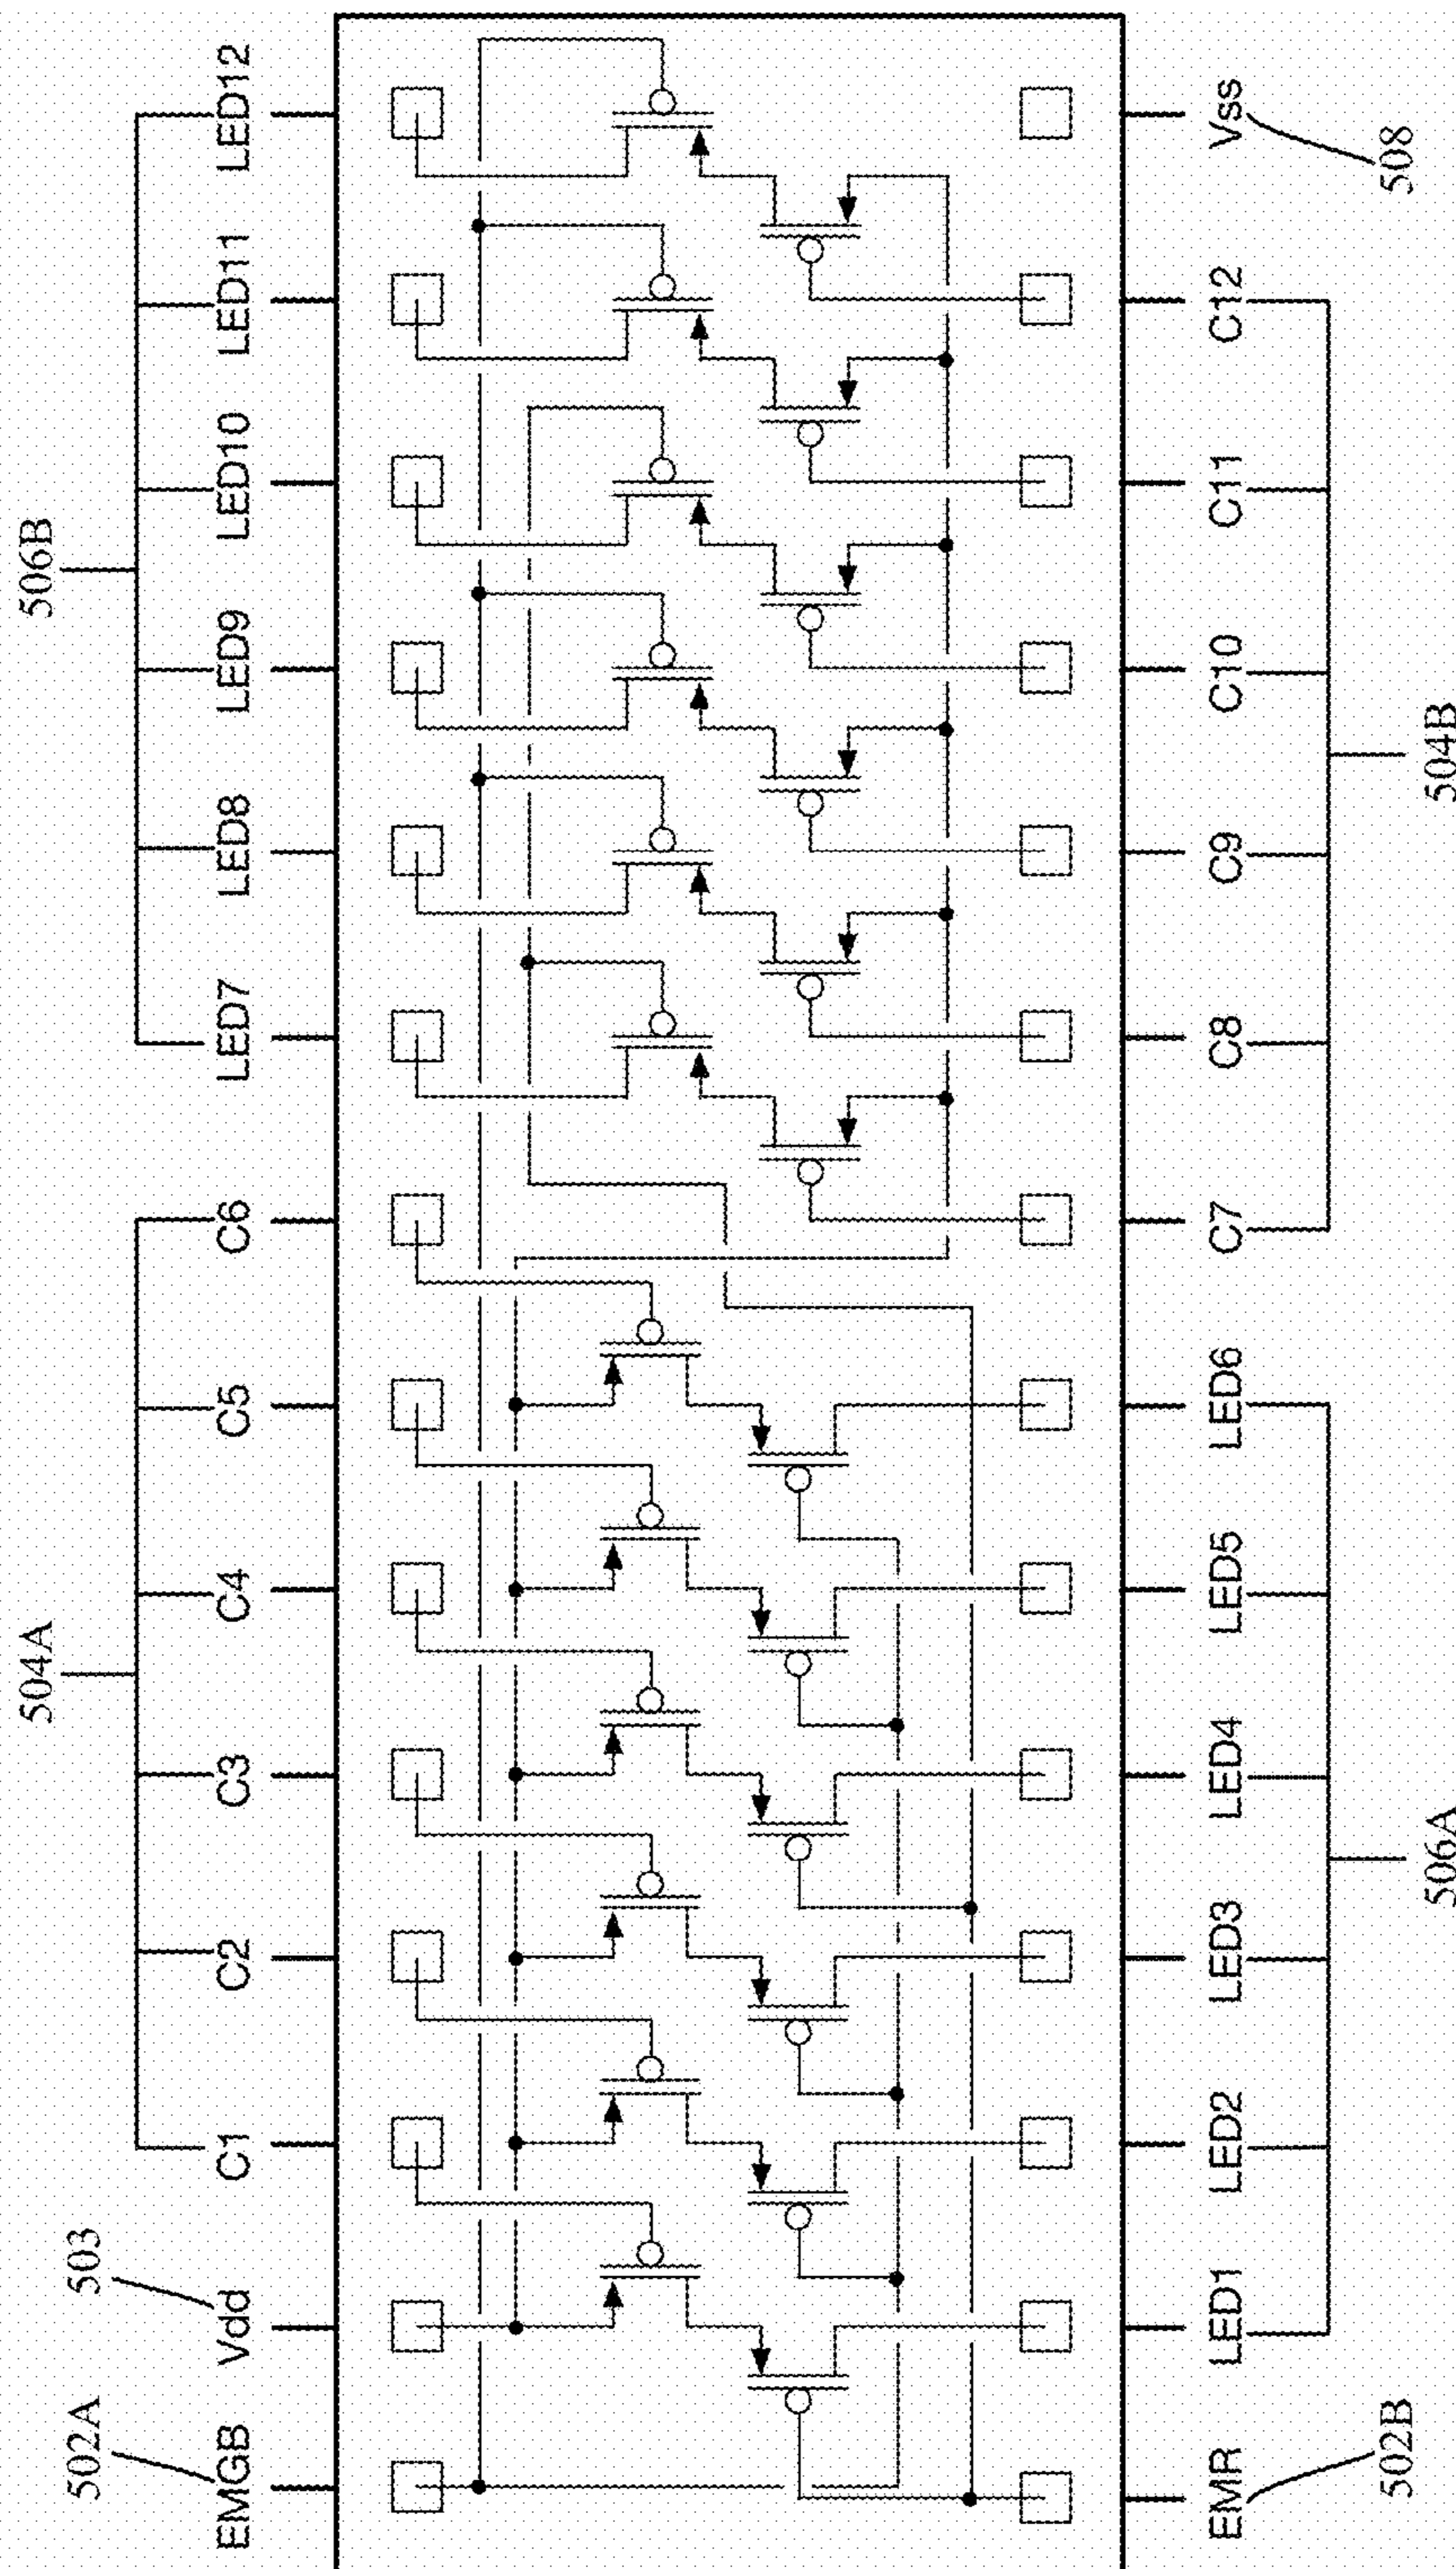 506B
504A
503
502A
LED12
LED11
LED10
LED9
LED8
LED7
C6
C5
C4
C3
C2
C1
Vdd
EMGB
Vss
C12
C11
C10
C9
C8
C7
LED6
LED5
LED4
LED3
LED2
LED1
EMR
508
504B
506A
502B